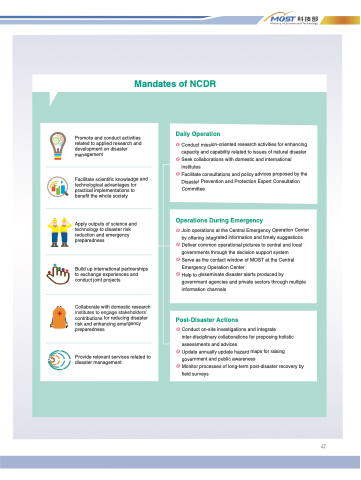 MOST 科技部
Ministry of Science and Technology
Mandates of NCDR
Promote and conduct activities
related to applied research and
development on disaster
management
Facilitate scientific knowledge and
technological advantages for
practical implementations to
benefit the whole society
Apply outputs of science and
technology to disaster risk
reduction and emergency
preparedness
Build up international partnerships
to exchange experiences and
conduct joint projects
Collaborate with domestic research
institutes to engage stakeholders'
contributions for reducing disaster
risk and enhancing emergency
preparedness
Provide relevant services related to
disaster management
Daily Operation
Conduct mission-oriented research activities for enhancing
capacity and capability related to issues of natural disaster
Seek collaborations with domestic and international
institutes
Facilitate consultations and policy advices proposed by the
Disaster Prevention and Protection Expert Consultation
Committee
Operations During Emergency
Join operations at the Central Emergency Operation Center
by offering integrated information and timely suggestions
Deliver common operational pictures to central and local
governments through the decision support system
Serve as the contact window of MOST at the Central
Emergency Operation Center
Help to disseminate disaster alerts produced by
government agencies and private sectors through multiple
information channels
Post-Disaster Actions
Conduct on-site investigations and integrate
inter-disciplinary collaborations for proposing holistic
assessments and advices
Update annually update hazard maps for raising
government and public awareness
Monitor processes of long-term post-disaster recovery by
field surveys